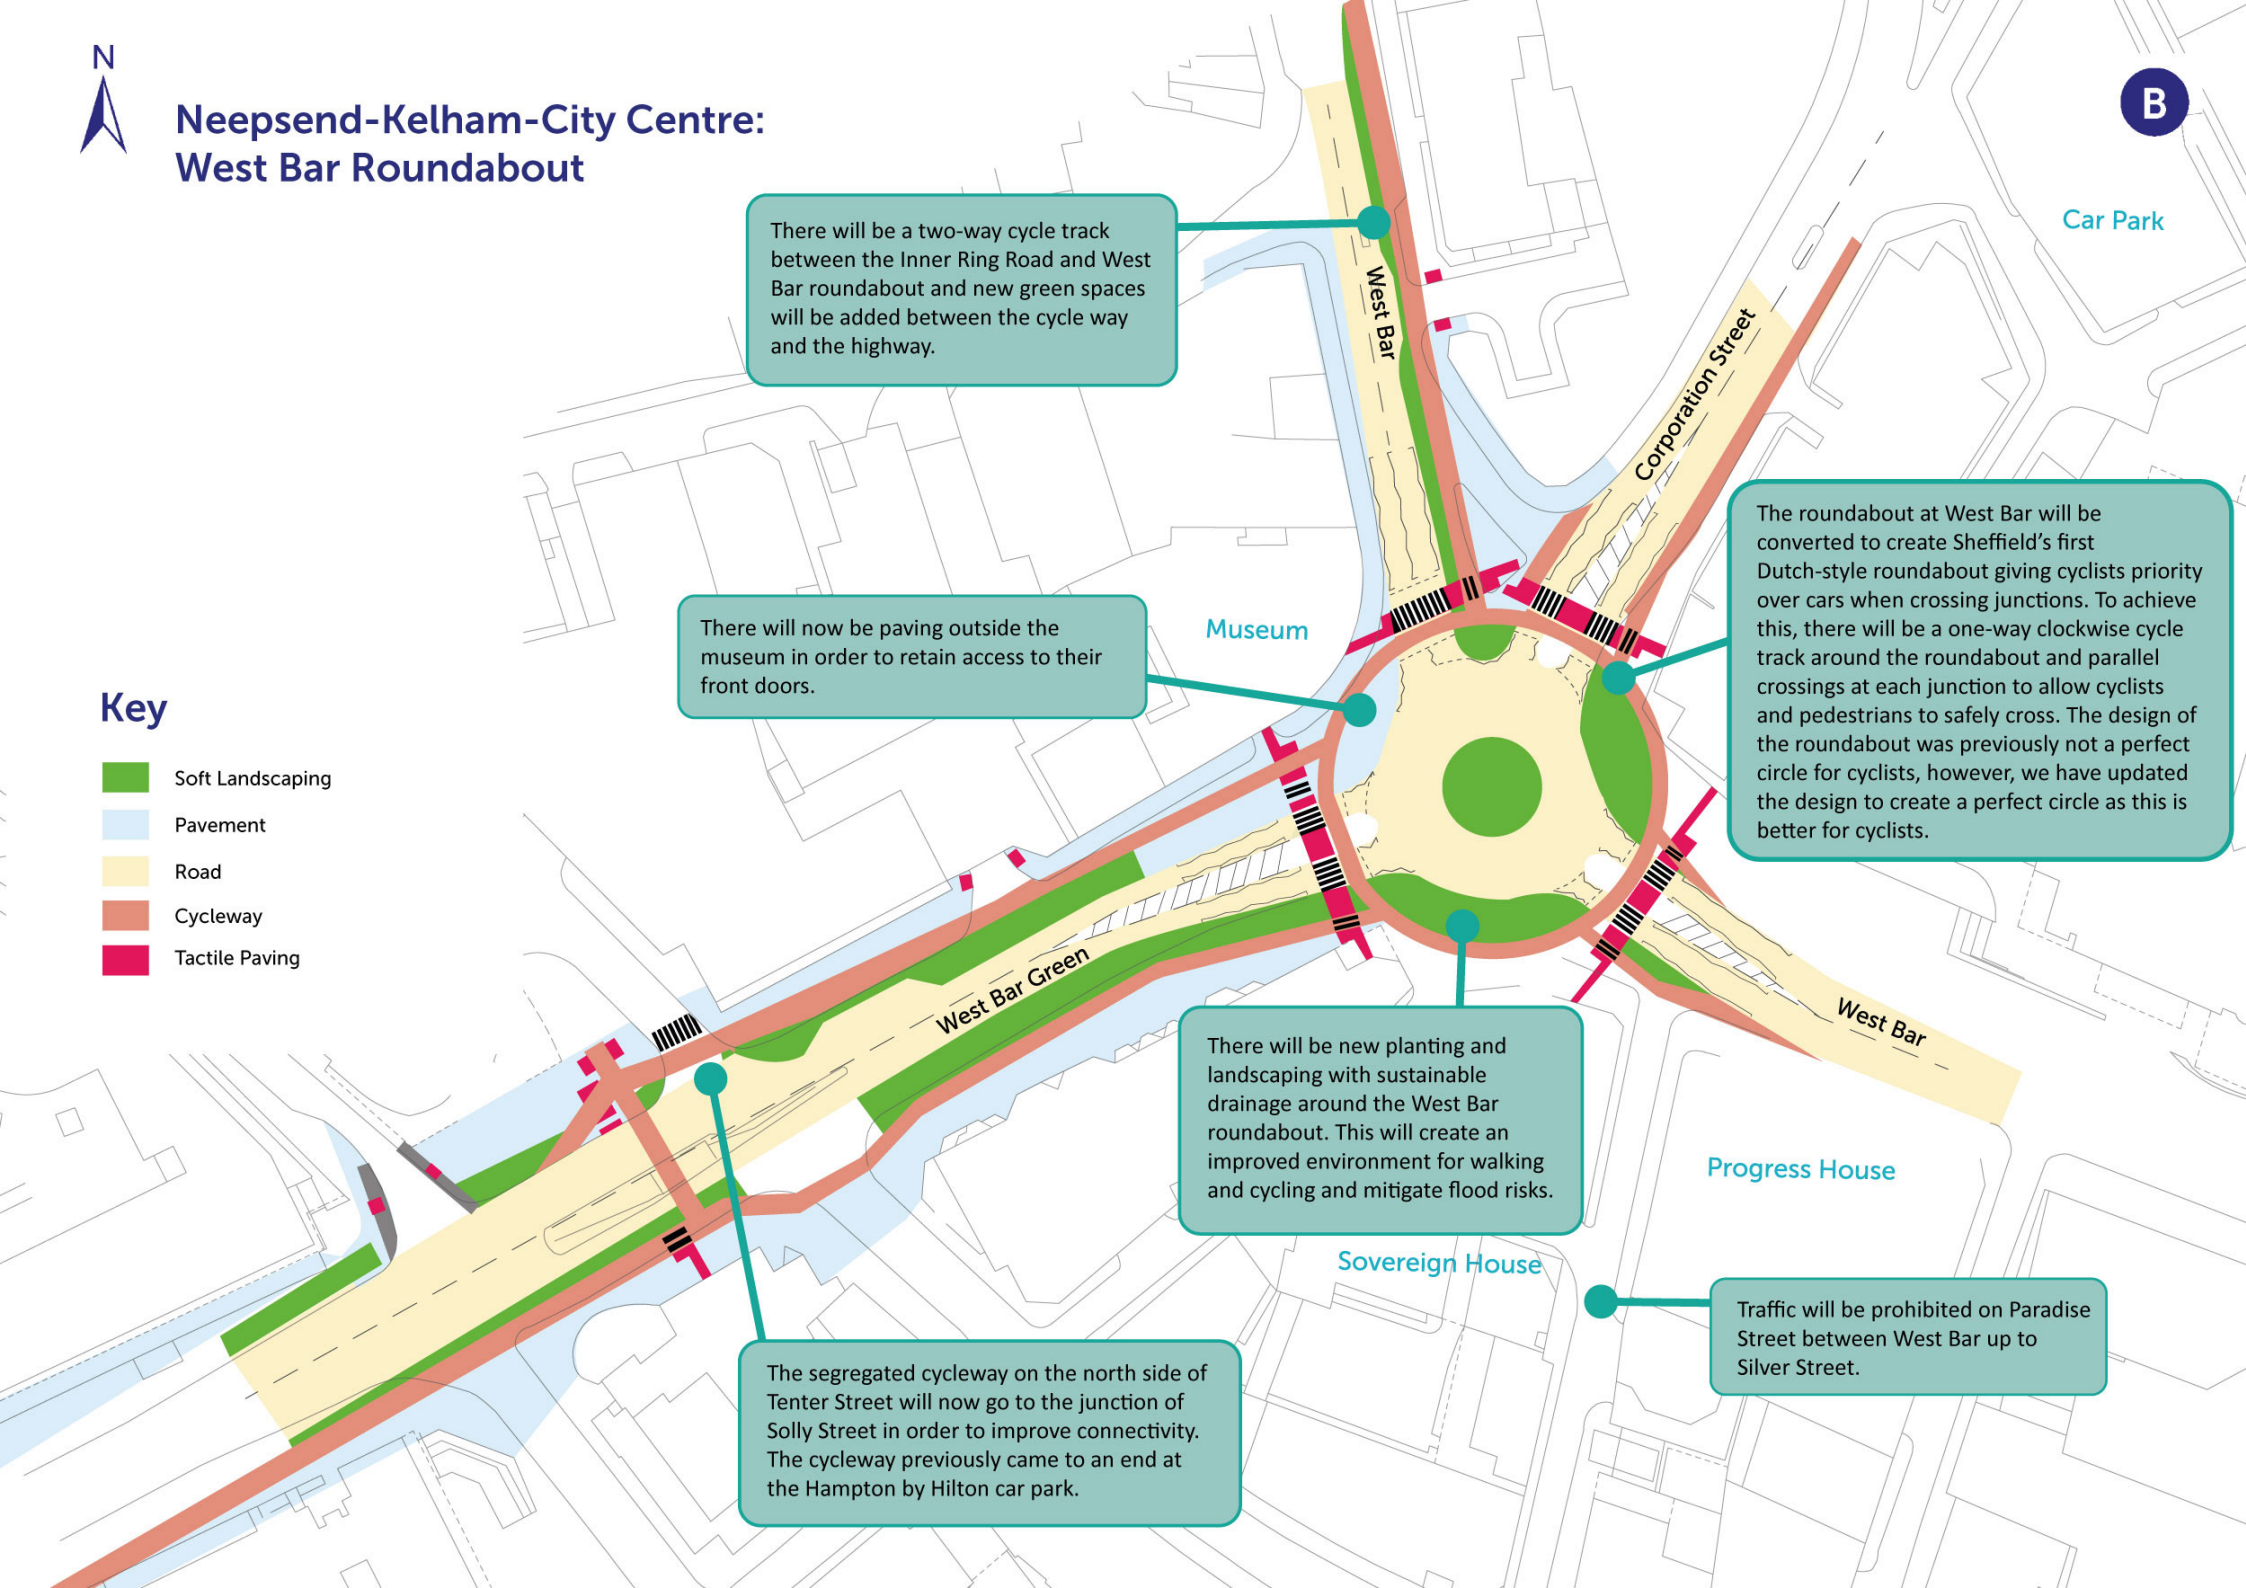 N
Neepsend-Kelham-City Centre:
West Bar Roundabout
B
Car Park
There will be a two-way cycle track
between the Inner Ring Road and West
Bar roundabout and new green spaces
will be added between the cycle way
and the highway.
West Bar
Corporation Street
The roundabout at West Bar will be
converted to create Sheffield's first
Dutch-style roundabout giving cyclists priority
over cars when crossing junctions. To achieve
this, there will be a one-way clockwise cycle
track around the roundabout and parallel
crossings at each junction to allow cyclists
and pedestrians to safely cross. The design of
the roundabout was previously not a perfect
circle for cyclists, however, we have updated
the design to create a perfect circle as this is
better for cyclists.
There will now be paving outside the
museum in order to retain access to their
front doors.
Museum
Key
Soft Landscaping
Pavement
Road
Cycleway
Tactile Paving
West Bar Green
West Bar
There will be new planting and
landscaping with sustainable
drainage around the West Bar
roundabout. This will create an
improved environment for walking
and cycling and mitigate flood risks.
Progress House
Sovereign House
Traffic will be prohibited on Paradise
Street between West Bar up to
Silver Street.
The segregated cycleway on the north side of
Tenter Street will now go to the junction of
Solly Street in order to improve connectivity.
The cycleway previously came to an end at
the Hampton by Hilton car park.